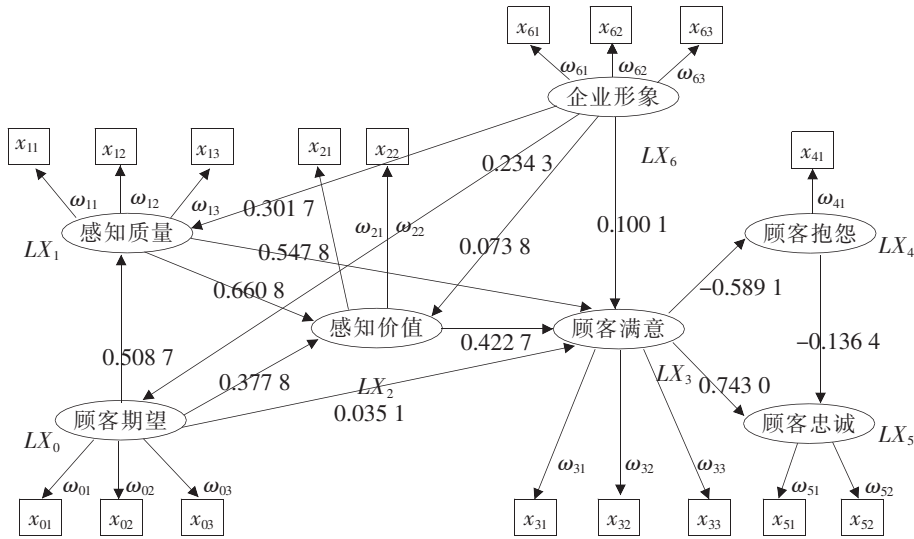 x61
x62
x63
ω61
ω62
ω63
企业形象
x11
x12
x13
x21
x22
x41
0.234 3
LX6
ω11
ω12
ω13
0.301 7
ω41
感知质量
ω21
ω22
0.100 1
顾客抱怨
LX1
0.547 8
0.073 8
LX4
0.660 8
-0.589 1
感知价值
顾客满意
0.422 7
-0.136 4
0.508 7
0.377 8
LX2
LX3
0.743 0
0.035 1
顾客期望
顾客忠诚
LX0
LX5
ω01
ω02
ω03
ω31
ω32
ω33
ω51
ω52
x01
x02
x03
x31
x32
x33
x51
x52